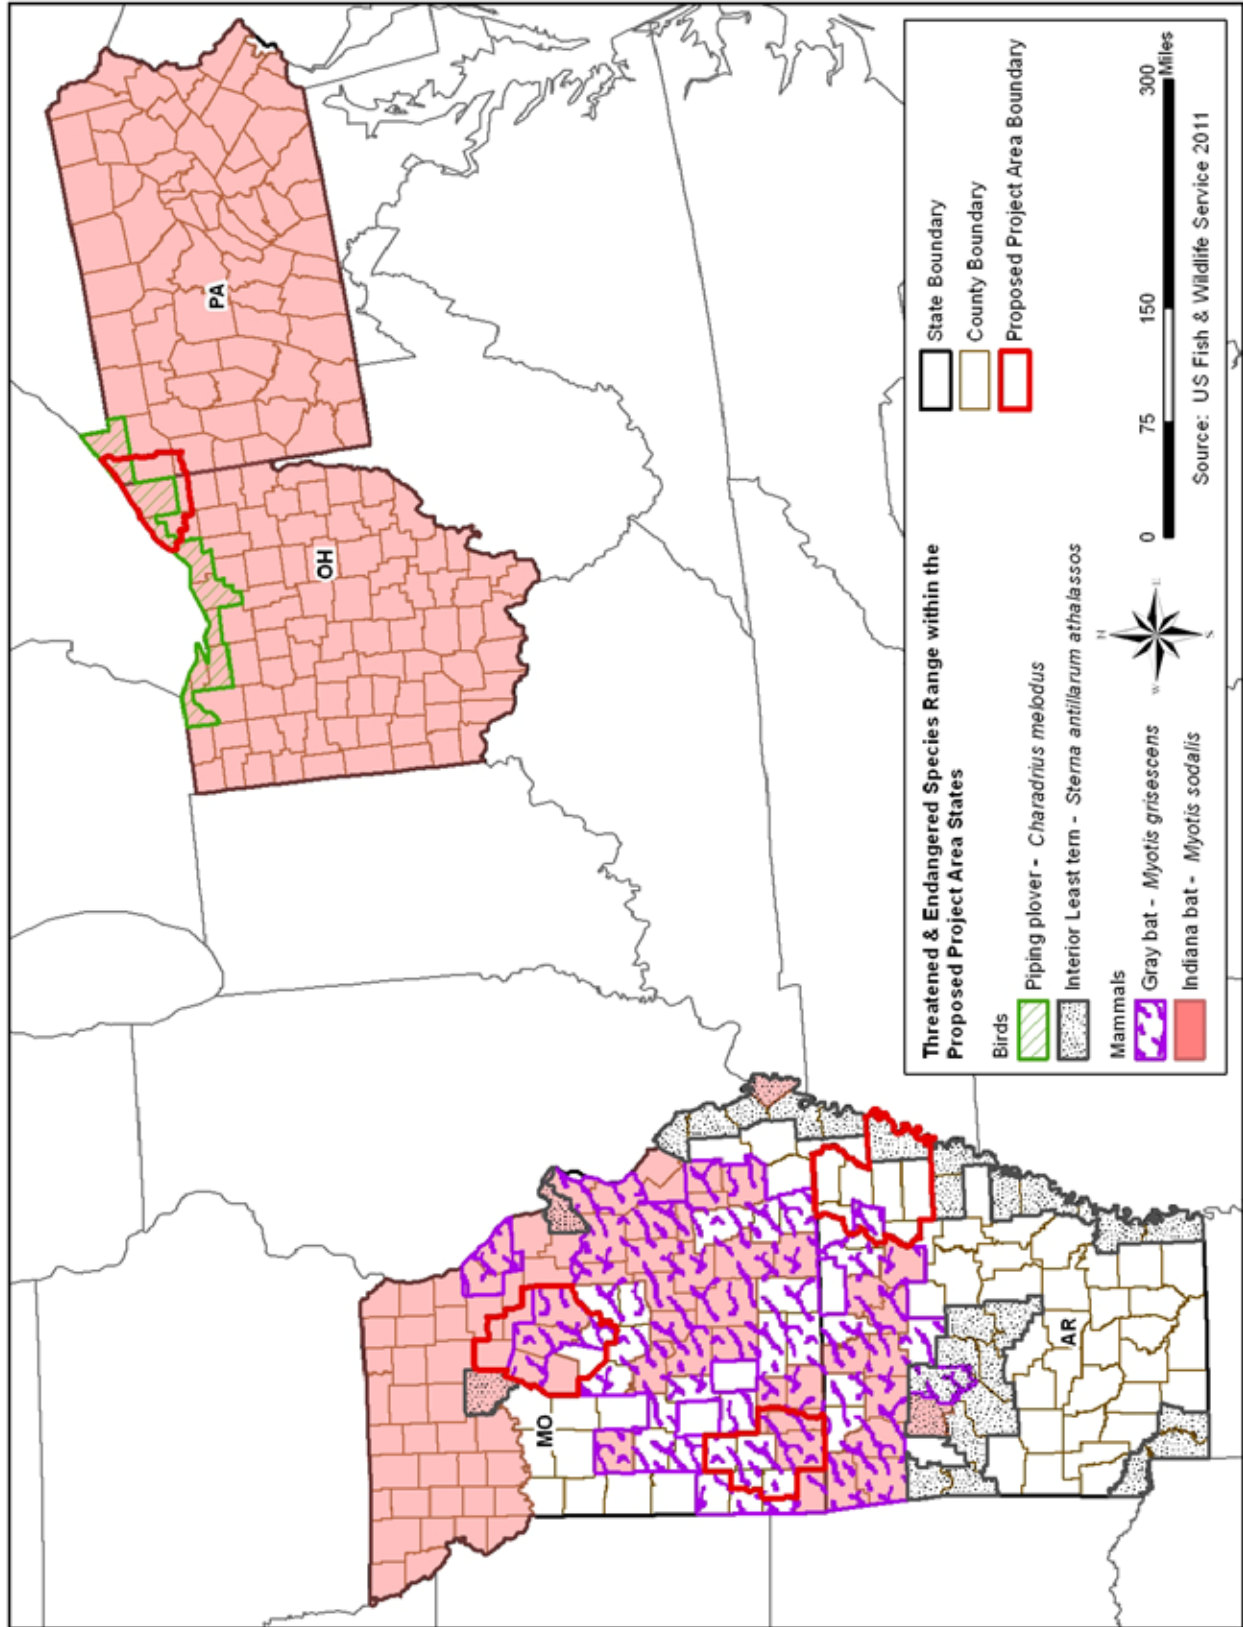 PA
OH
MO
AR
Threatened & Endangered Species Range within the
Proposed Project Area States
Birds
Piping plover - Charadrius melodus
Interior Least tern - Sterna antillarum athalassos
Mammals
Gray bat - Myotis grisescens
Indiana bat - Myotis sodalis
State Boundary
County Boundary
Proposed Project Area Boundary
N
W
E
S
0 75 150 300
Miles
Source: US Fish & Wildlife Service 2011